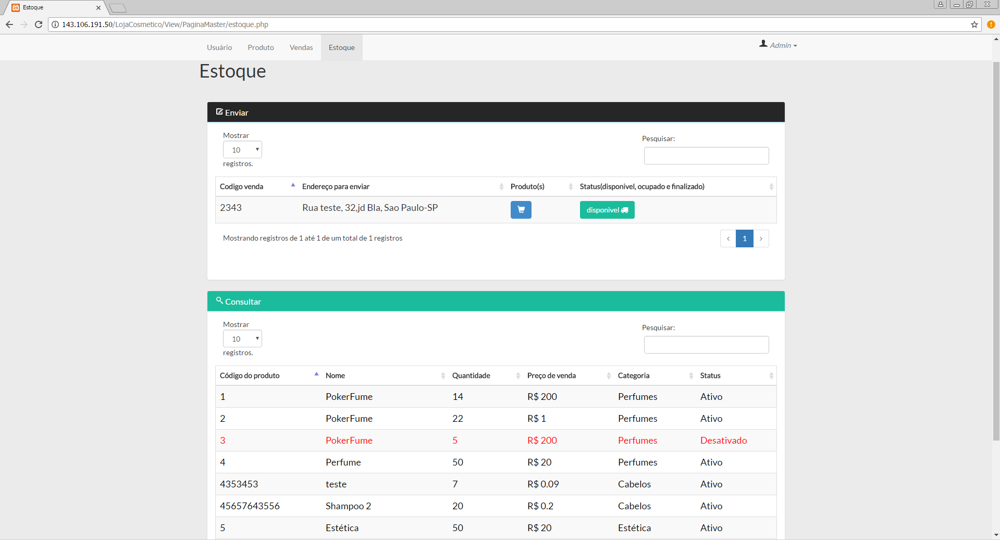 Estoque
143.106.191.50/LojaCosmetico/View/PaginaMaster/estoque.php
Usuário Produto Vendas Estoque Admin
Estoque
Enviar
Mostrar
10
registros.
Pesquisar:
Codigo venda Endereço para enviar Produto(s) Status(disponivel, ocupado e finalizado)
2343 Rua teste, 32,jd Bla, Sao Paulo-SP disponivel
Mostrando registros de 1 até 1 de um total de 1 registros < 1 >
Consultar
Mostrar
10
registros.
Pesquisar:
Código do produto Nome Quantidade Preço de venda Categoria Status
1 PokerFume 14 R$ 200 Perfumes Ativo
2 PokerFume 22 R$ 1 Perfumes Ativo
3 PokerFume 5 R$ 200 Perfumes Desativado
4 Perfume 50 R$ 20 Perfumes Ativo
4353453 teste 7 R$ 0.09 Cabelos Ativo
45657643556 Shampoo 2 20 R$ 0.2 Cabelos Ativo
5 Estética 50 R$ 20 Estética Ativo